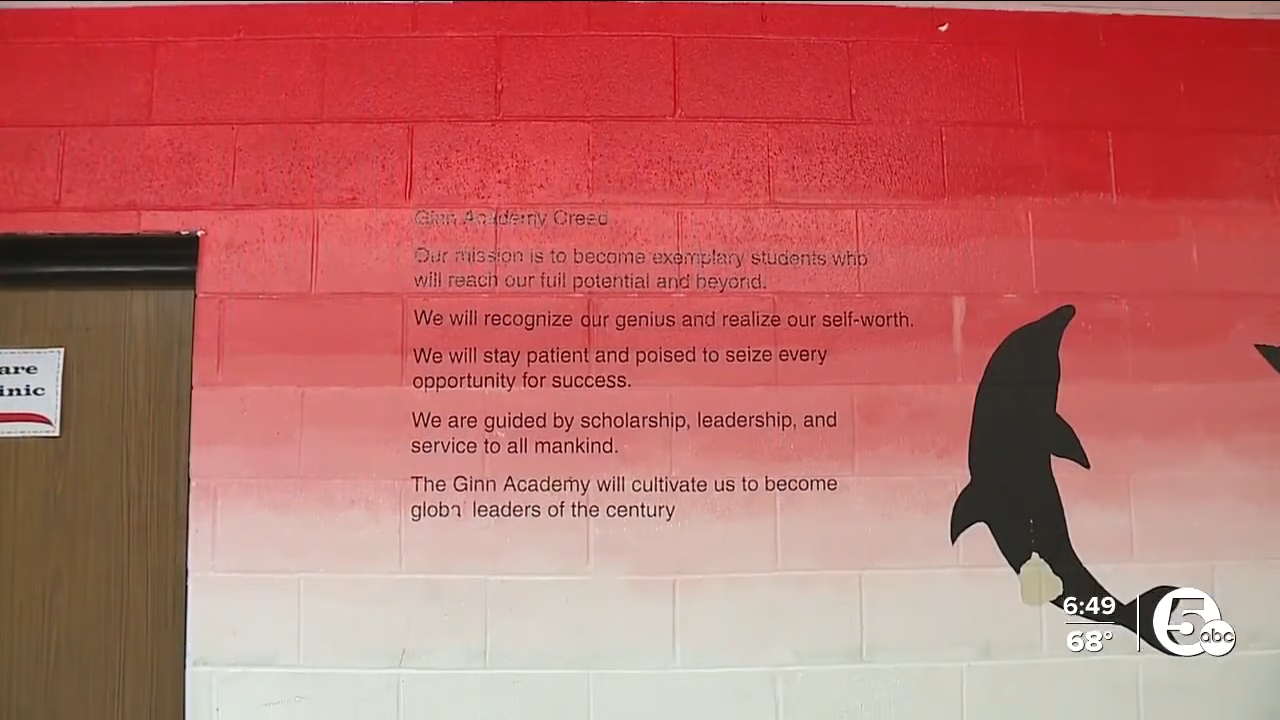 Ginn Academy Creed
Our mission is to become exemplary students who
will reach our full potential and beyond.
We will recognize our genius and realize our self-worth.
We will stay patient and poised to seize every
opportunity for success.
We are guided by scholarship, leadership, and
service to all mankind.
The Ginn Academy will cultivate us to become
global leaders of the century
are
inic
6:49
68°
5
abc